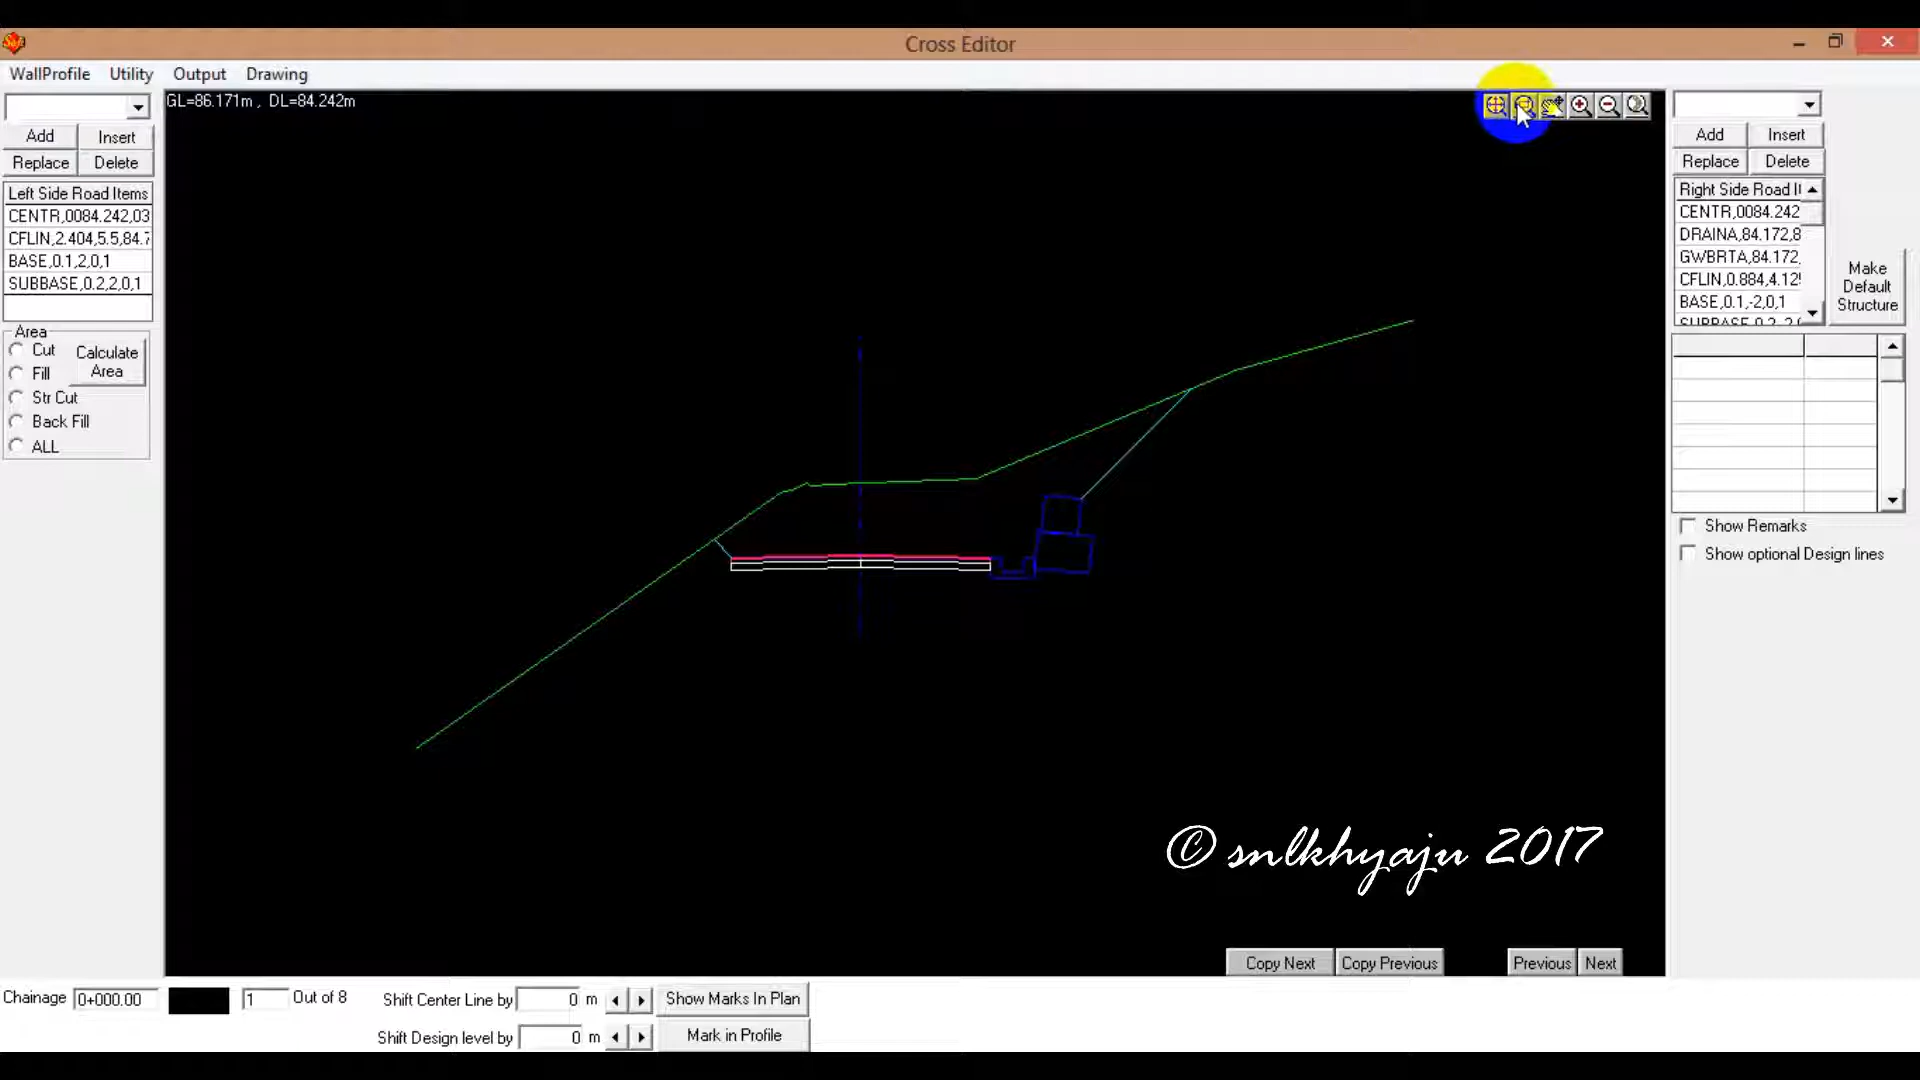 Soft
Cross Editor
WallProfile Utility Output Drawing
GL=86.171m , DL=84.242m
Add Insert
Replace Delete
Left Side Road Items
CENTR,0084.242,03
CFLIN,2.404,5.5,84.7
BASE,0.1,2,0,1
SUBBASE,0.2,2,0,1
Area
Cut
Fill
Str Cut
Back Fill
ALL
Calculate
Area
Add Insert
Replace Delete
Right Side Road I
CENTR,0084.242
DRAINA,84.172,8
GWBRTA,84.172,
CFLIN,0.884,4.12
BASE,0.1,-2,0,1
SUBBASE,0.2,-2,
Make
Default
Structure
Show Remarks
Show optional Design lines
© snlkhyaju 2017
Copy Next Copy Previous Previous Next
Chainage 0+000.00 1 Out of 8 Shift Center Line by 0 m Show Marks In Plan
Shift Design level by 0 m Mark in Profile